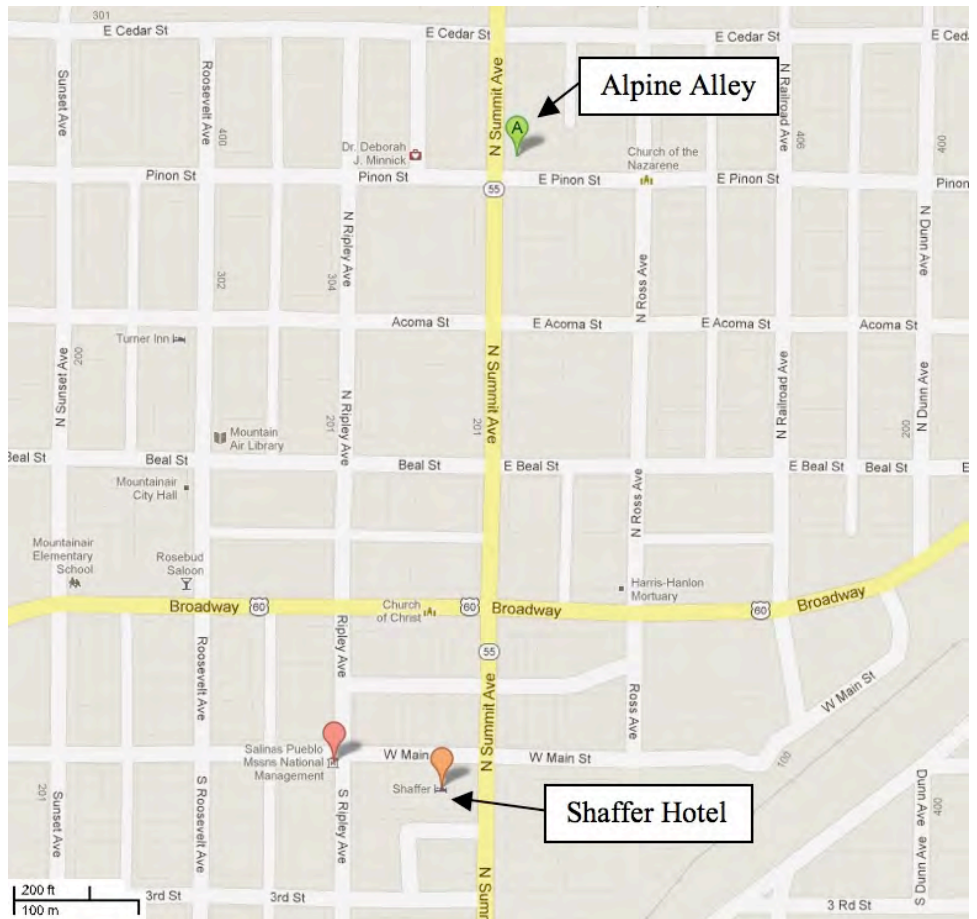 301
E Cedar St
E Cedar St
E Cedar St
E Ced
Sunset Ave
Roosevelt Ave
400
N Summit Ave
A
Alpine Alley
N Railroad Ave
406
400
Dr. Deborah
J. Minnick
Church of the
Nazarene
Pinon St
Pinon St
55
E Pinon St
E Pinon St
Pinon
N Ripley Ave
302
304
N Ross Ave
N Dunn Ave
Acoma St
E Acoma St
E Acoma St
Acoma St
Turner Inn
200
N Sunset Ave
N Ripley Ave
201
N Summit Ave
201
N Railroad Ave
N Dunn Ave
200
Mountain
Air Library
Beal St
Beal St
Beal St
E Beal St
E Beal St
Beal St
E
Mountainair
City Hall
N Ross Ave
Mountainair
Elementary
School
Rosebud
Saloon
Harris-Hanlon
Mortuary
Broadway
60
Church
of Christ
60
Broadway
60
Broadway
Roosevelt Ave
Ripley Ave
55
N Summit Ave
Ross Ave
W Main St
Salinas Pueblo
Mssns National
Management
W Main
W Main St
100
Shaffer
Shaffer Hotel
201
Sunset Ave
S Roosevelt Ave
S Ripley Ave
Dunn Ave
400
S Dunn Ave
Dunn Ave
200 ft
100 m
3rd St
3rd St
N Summ
3 Rd St